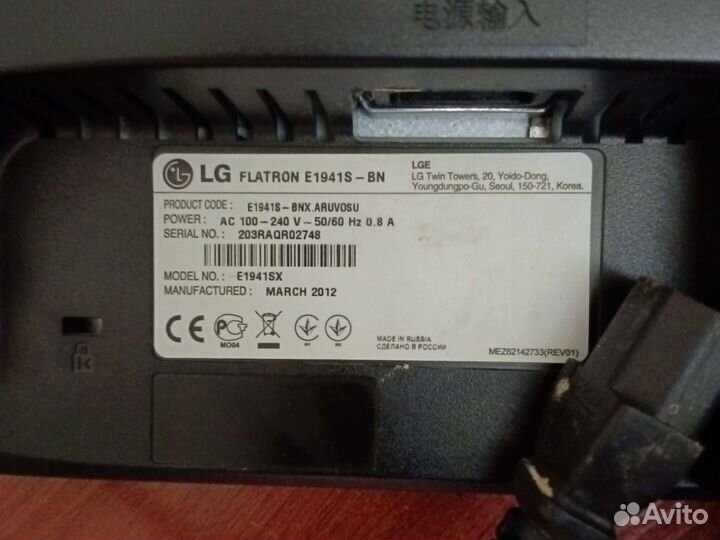 电源输入
LG FLATRON E1941S-BN
LGE
LG Twin Towers, 20, Yoido-Dong,
Youngdungpo-Gu, Seoul, 150-721, Korea.
PRODUCT CODE : E1941S-BNX.ARUVOSU
POWER : AC 100-240 V~50/60 Hz 0.8 A
SERIAL NO. : 203RAQR02748
MODEL NO. : E1941SX
MANUFACTURED : MARCH 2012
CE
МО04
MADE IN RUSSIA
СДЕЛАНО В РОССИИ
MEZ62142733(REV01)
Avito